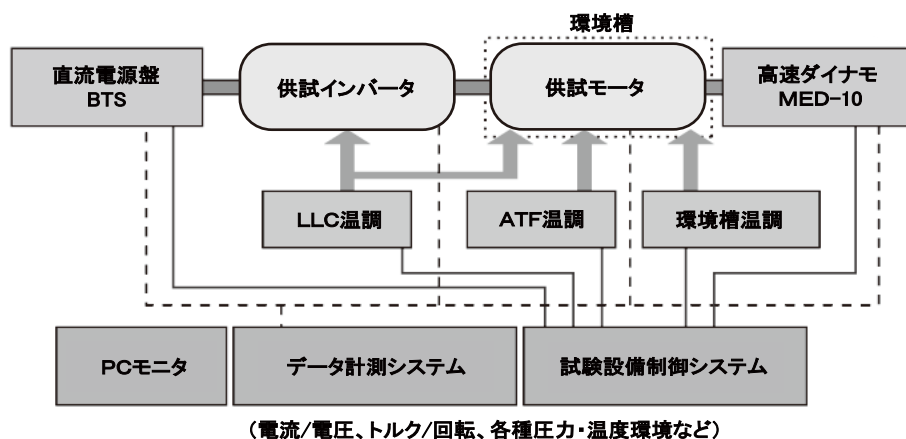 環境槽
直流電源盤
BTS
供試インバータ
供試モータ
高速ダイナモ
MED-10
LLC温調
ATF温調
環境槽温調
PCモニタ
データ計測システム
試験設備制御システム
（電流/電圧、トルク/回転、各種圧力・温度環境など）